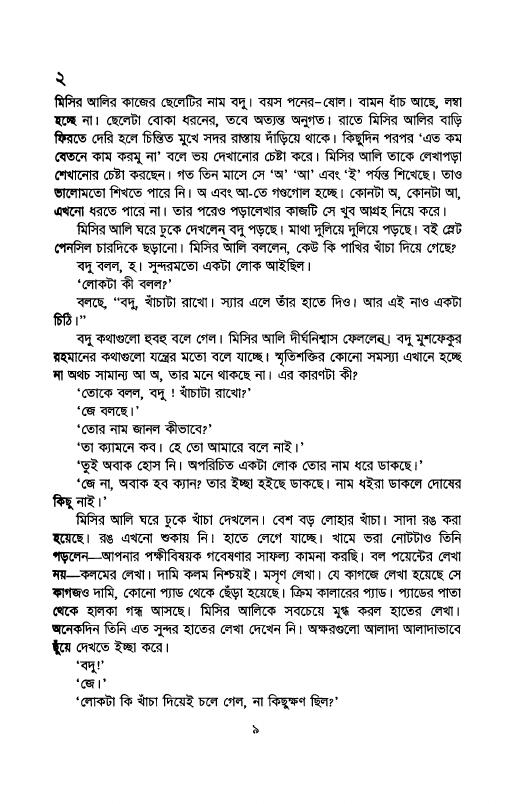 ২
মিসির আলির কাজের ছেলেটির নাম বদু। বয়স পনের–ষোল। বামন ধাঁচ আছে, লম্বা
হচ্ছে না। ছেলেটা বোকা ধরনের, তবে অত্যন্ত অনুগত। রাতে মিসির আলির বাড়ি
ফিরতে দেরি হলে চিন্তিত মুখে সদর রাস্তায় দাঁড়িয়ে থাকে। কিছুদিন পরপর ‘এত কম
বেতনে কাম করমু না’ বলে ভয় দেখানোর চেষ্টা করে। মিসির আলি তাকে লেখাপড়া
শেখানোর চেষ্টা করছেন। গত তিন মাসে সে ‘অ’ ‘আ’ এবং ‘ই’ পর্যন্ত শিখেছে। তাও
ভালোমতো শিখতে পারে নি। অ এবং আ-তে গণ্ডগোল হচ্ছে। কোনটা অ, কোনটা আ,
এখনো ধরতে পারে না। তার পরেও পড়ালেখার কাজটি সে খুব আগ্রহ নিয়ে করে।
মিসির আলি ঘরে ঢুকে দেখলেন বদু পড়ছে। মাথা দুলিয়ে দুলিয়ে পড়ছে। বই স্লেট
পেনসিল চারদিকে ছড়ানো। মিসির আলি বললেন, কেউ কি পাখির খাঁচা দিয়ে গেছে?
বদু বলল, হ। সুন্দরমতো একটা লোক আইছিল।
‘লোকটা কী বলল?’
বলছে, “বদু, খাঁচাটা রাখো। স্যার এলে তাঁর হাতে দিও। আর এই নাও একটা
চিঠি।”
বদু কথাগুলো হুবহু বলে গেল। মিসির আলি দীর্ঘনিশ্বাস ফেললেন। বদু মুশফেকুর
রহমানের কথাগুলো যন্ত্রের মতো বলে যাচ্ছে। স্মৃতিশক্তির কোনো সমস্যা এখানে হচ্ছে
না অথচ সামান্য আ অ, তার মনে থাকছে না। এর কারণটা কী?
‘তোকে বলল, বদু ! খাঁচাটা রাখো?’
‘জে বলছে।’
‘তোর নাম জানল কীভাবে?’
‘তা ক্যামনে কব। হে তো আমারে বলে নাই।’
‘তুই অবাক হোস নি। অপরিচিত একটা লোক তোর নাম ধরে ডাকছে।’
‘জে না, অবাক হব ক্যান? তার ইচ্ছা হইছে ডাকছে। নাম ধইরা ডাকলে দোষের
কিছু নাই।’
মিসির আলি ঘরে ঢুকে খাঁচা দেখলেন। বেশ বড় লোহার খাঁচা। সাদা রঙ করা
হয়েছে। রঙ এখনো শুকায় নি। হাতে লেগে যাচ্ছে। খামে ভরা নোটটাও তিনি
পড়লেন—আপনার পক্ষীবিষয়ক গবেষণার সাফল্য কামনা করছি। বল পয়েন্টের লেখা
নয়—কলমের লেখা। দামি কলম নিশ্চয়ই। মসৃণ লেখা। যে কাগজে লেখা হয়েছে সে
কাগজও দামি, কোনো প্যাড থেকে ছেঁড়া হয়েছে। ক্রিম কালারের প্যাড। প্যাডের পাতা
থেকে হালকা গন্ধ আসছে। মিসির আলিকে সবচেয়ে মুগ্ধ করল হাতের লেখা।
অনেকদিন তিনি এত সুন্দর হাতের লেখা দেখেন নি। অক্ষরগুলো আলাদা আলাদাভাবে
ছুঁয়ে দেখতে ইচ্ছা করে।
‘বদু!’
‘জে।’
‘লোকটা কি খাঁচা দিয়েই চলে গেল, না কিছুক্ষণ ছিল?’
৯